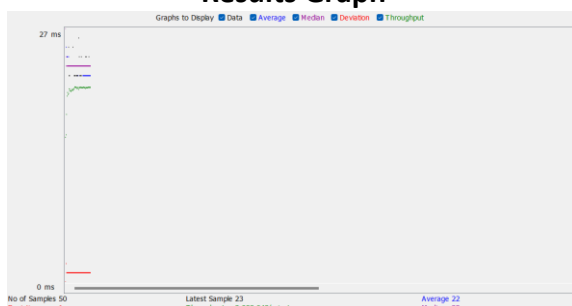 Results Graph
Graphs to Display Data Average Median Deviation Throughput
27 ms
0 ms
No of Samples 50 Latest Sample 23 Average 22